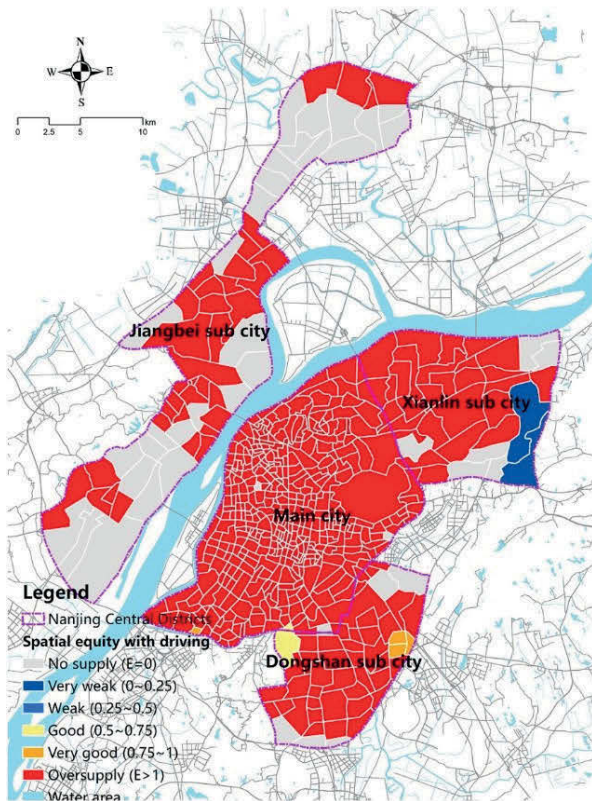 N
W E
S
0 2.5 5 10
km
Jiangbei sub city
Xianlin sub city
Main city
Dongshan sub city
Legend
Nanjing Central Districts
Spatial equity with driving
No supply (E=0)
Very weak (0~0.25)
Weak (0.25~0.5)
Good (0.5~0.75)
Very good (0.75~1)
Oversupply (E>1)
Water area